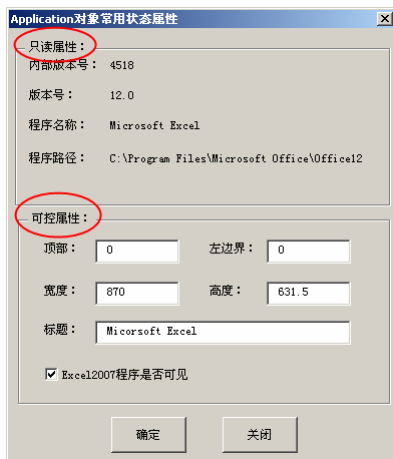 Application对象常用状态属性
只读属性：
内部版本号： 4518
版本号： 12.0
程序名称： Microsoft Excel
程序路径： C:\Program Files\Microsoft Office\Office12
可控属性：
顶部： 0 左边界： 0
宽度： 870 高度： 631.5
标题： Micorsoft Excel
Excel2007程序是否可见
确定 关闭